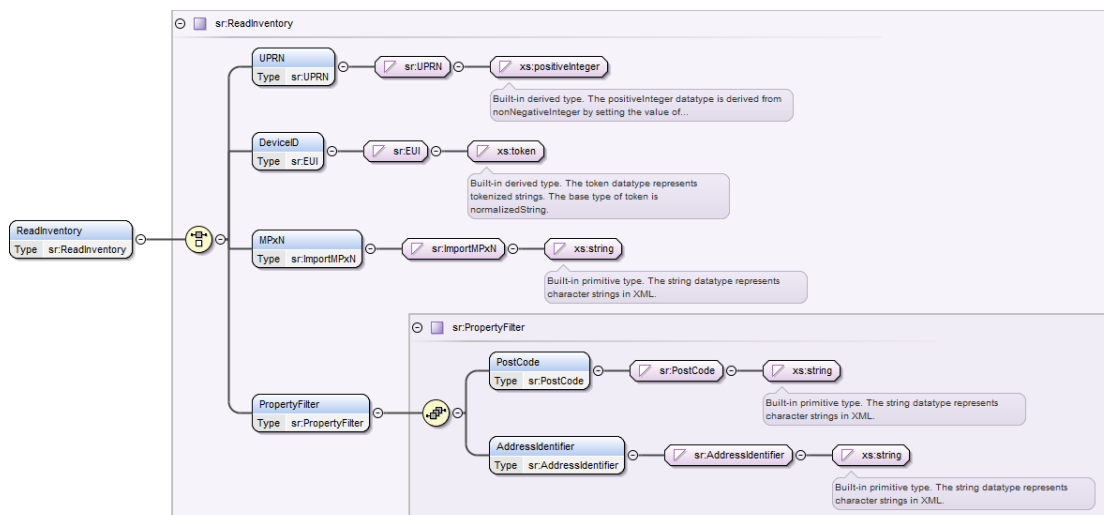 sr:ReadInventory
UPRN
Type sr:UPRN
sr:UPRN
xs:positiveInteger
Built-in derived type. The positiveInteger datatype is derived from
nonNegativeInteger by setting the value of...
DeviceID
Type sr:EUI
sr:EUI
xs:token
Built-in derived type. The token datatype represents
tokenized strings. The base type of token is
normalizedString.
ReadInventory
Type sr:ReadInventory
MPxN
Type sr:ImportMPxN
sr:ImportMPxN
xs:string
Built-in primitive type. The string datatype represents
character strings in XML.
sr:PropertyFilter
PostCode
Type sr:PostCode
sr:PostCode
xs:string
Built-in primitive type. The string datatype represents
character strings in XML.
PropertyFilter
Type sr:PropertyFilter
AddressIdentifier
Type sr:AddressIdentifier
sr:AddressIdentifier
xs:string
Built-in primitive type. The string datatype represents
character strings in XML.